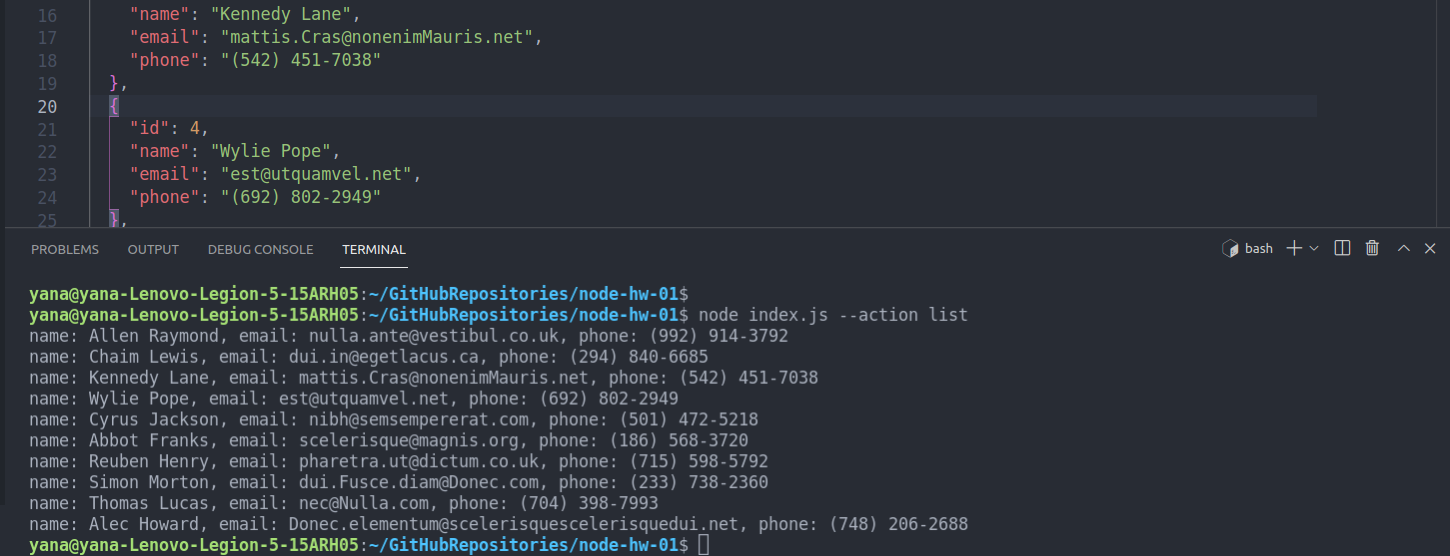 16 "name": "Kennedy Lane",
17 "email": "mattis.Cras@nonenimMauris.net",
18 "phone": "(542) 451-7038"
19 },
20 {
21 "id": 4,
22 "name": "Wylie Pope",
23 "email": "est@utquamvel.net",
24 "phone": "(692) 802-2949"
25 },
PROBLEMS OUTPUT DEBUG CONSOLE TERMINAL bash
yana@yana-Lenovo-Legion-5-15ARH05:~/GitHubRepositories/node-hw-01$
yana@yana-Lenovo-Legion-5-15ARH05:~/GitHubRepositories/node-hw-01$ node index.js --action list
name: Allen Raymond, email: nulla.ante@vestibul.co.uk, phone: (992) 914-3792
name: Chaim Lewis, email: dui.in@egetlacus.ca, phone: (294) 840-6685
name: Kennedy Lane, email: mattis.Cras@nonenimMauris.net, phone: (542) 451-7038
name: Wylie Pope, email: est@utquamvel.net, phone: (692) 802-2949
name: Cyrus Jackson, email: nibh@semsempererat.com, phone: (501) 472-5218
name: Abbot Franks, email: scelerisque@magnis.org, phone: (186) 568-3720
name: Reuben Henry, email: pharetra.ut@dictum.co.uk, phone: (715) 598-5792
name: Simon Morton, email: dui.Fusce.diam@Donec.com, phone: (233) 738-2360
name: Thomas Lucas, email: nec@Nulla.com, phone: (704) 398-7993
name: Alec Howard, email: Donec.elementum@scelerisquescelerisquedui.net, phone: (748) 206-2688
yana@yana-Lenovo-Legion-5-15ARH05:~/GitHubRepositories/node-hw-01$